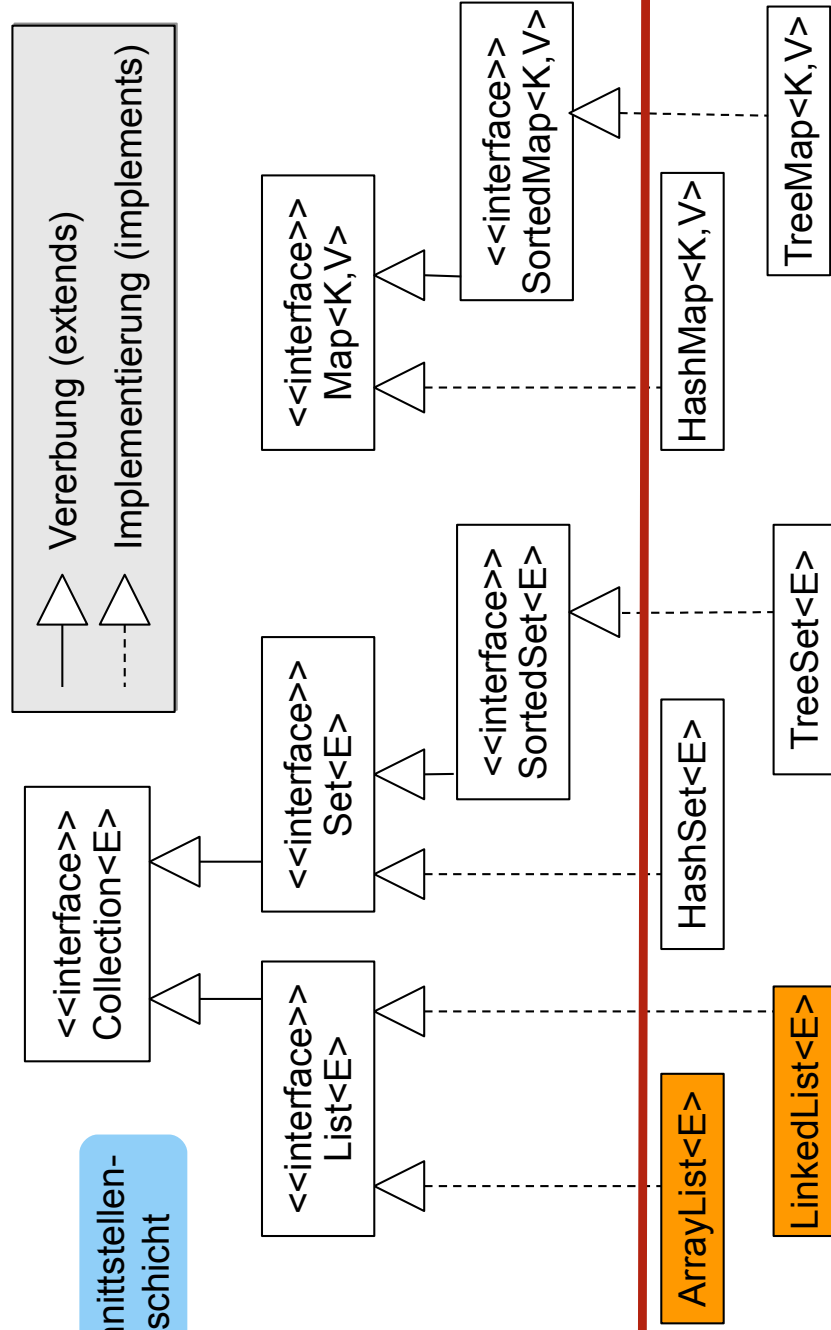 Vererbung (extends)
Implementierung (implements)
<<interface>>
Collection<E>
nittstellen-
schicht
<<interface>>
List<E>
<<interface>>
Set<E>
<<interface>>
Map<K,V>
<<interface>>
SortedSet<E>
<<interface>>
SortedMap<K,V>
ArrayList<E>
HashSet<E>
HashMap<K,V>
LinkedList<E>
TreeSet<E>
TreeMap<K,V>